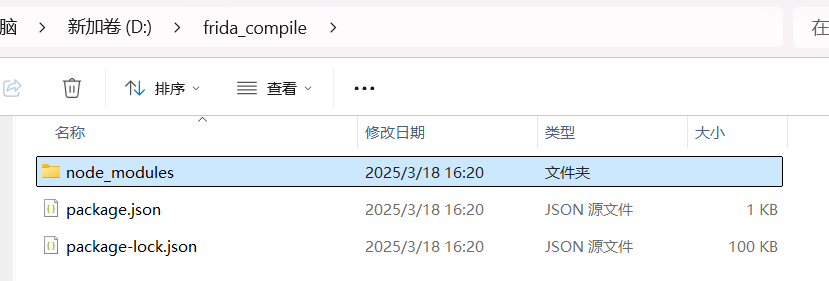 脑 > 新加卷 (D:) > frida_compile > 在
排序 查看 ...
名称 修改日期 类型 大小
node_modules 2025/3/18 16:20 文件夹
package.json 2025/3/18 16:20 JSON 源文件 1 KB
package-lock.json 2025/3/18 16:20 JSON 源文件 100 KB